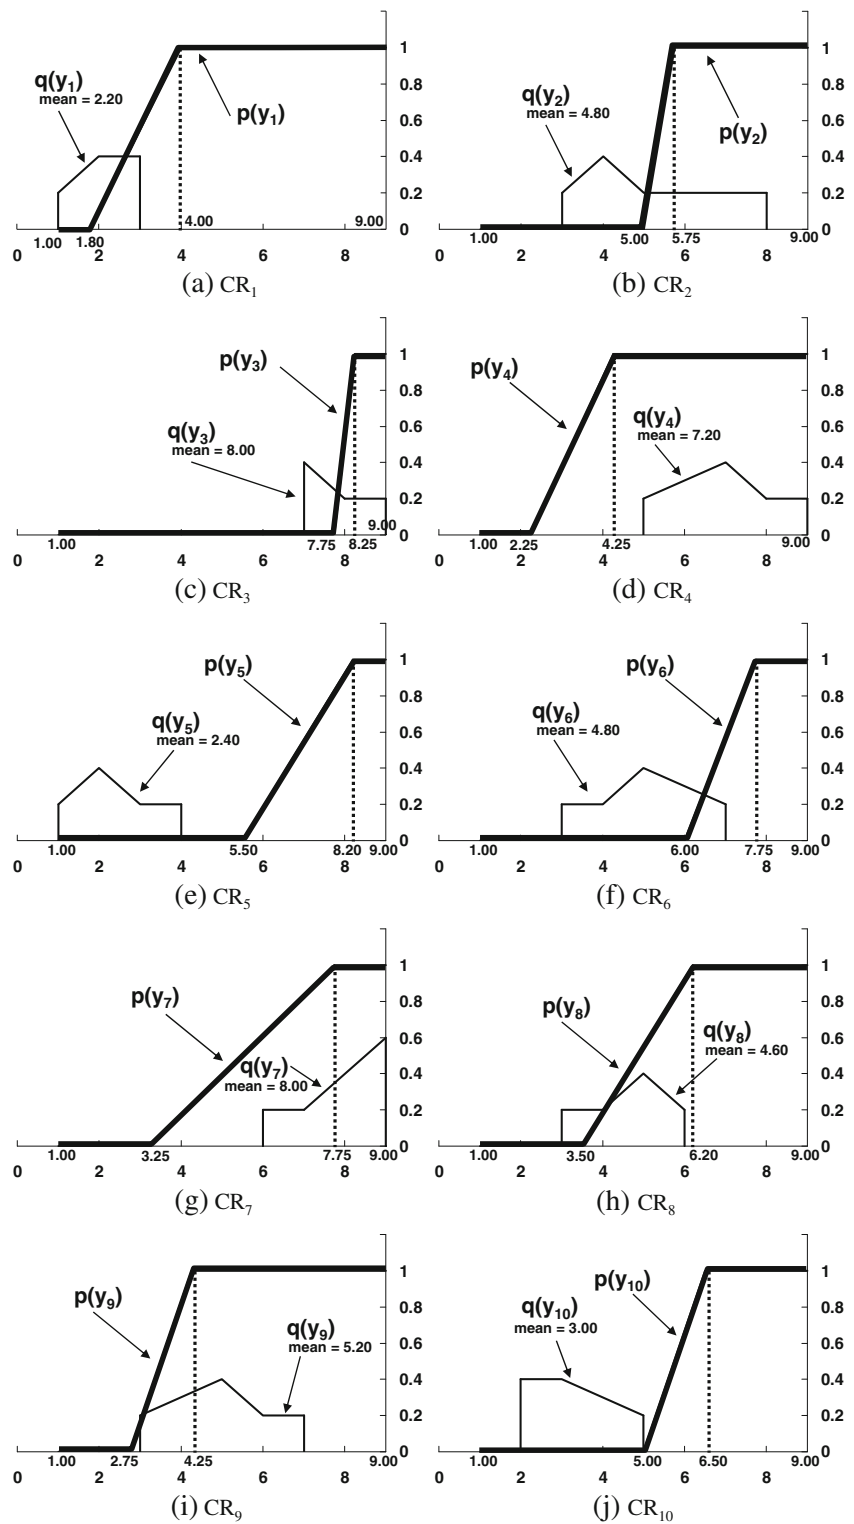 1
q(y1)
mean = 2.20
0.8
p(y1)
0.6
0.4
0.2
4.00
9.00
1.00
1.80
0
0 2 4 6 8
(a) CR1
1
q(y2)
mean = 4.80
0.8
p(y2)
0.6
0.4
0.2
1.00
5.00
5.75
9.00
0
0 2 4 6 8
(b) CR2
1
p(y3)
0.8
0.6
q(y3)
mean = 8.00
0.4
0.2
9.00
1.00
7.75
8.25
0
0 2 4 6 8
(c) CR3
1
p(y4)
0.8
0.6
q(y4)
mean = 7.20
0.4
0.2
1.00
2.25
4.25
9.00
0
0 2 4 6 8
(d) CR4
1
p(y5)
0.8
0.6
q(y5)
mean = 2.40
0.4
0.2
1.00
5.50
8.20
9.00
0
0 2 4 6 8
(e) CR5
1
p(y6)
0.8
0.6
q(y6)
mean = 4.80
0.4
0.2
1.00
6.00
7.75
9.00
0
0 2 4 6 8
(f) CR6
1
p(y7)
0.8
0.6
q(y7)
mean = 8.00
0.4
0.2
1.00
3.25
7.75
9.00
0
0 2 4 6 8
(g) CR7
1
p(y8)
0.8
0.6
q(y8)
mean = 4.60
0.4
0.2
1.00
3.50
6.20
9.00
0
0 2 4 6 8
(h) CR8
1
p(y9)
0.8
0.6
q(y9)
mean = 5.20
0.4
0.2
1.00
2.75
4.25
9.00
0
0 2 4 6 8
(i) CR9
1
p(y10)
0.8
q(y10)
mean = 3.00
0.6
0.4
0.2
1.00
5.00
6.50
9.00
0
0 2 4 6 8
(j) CR10